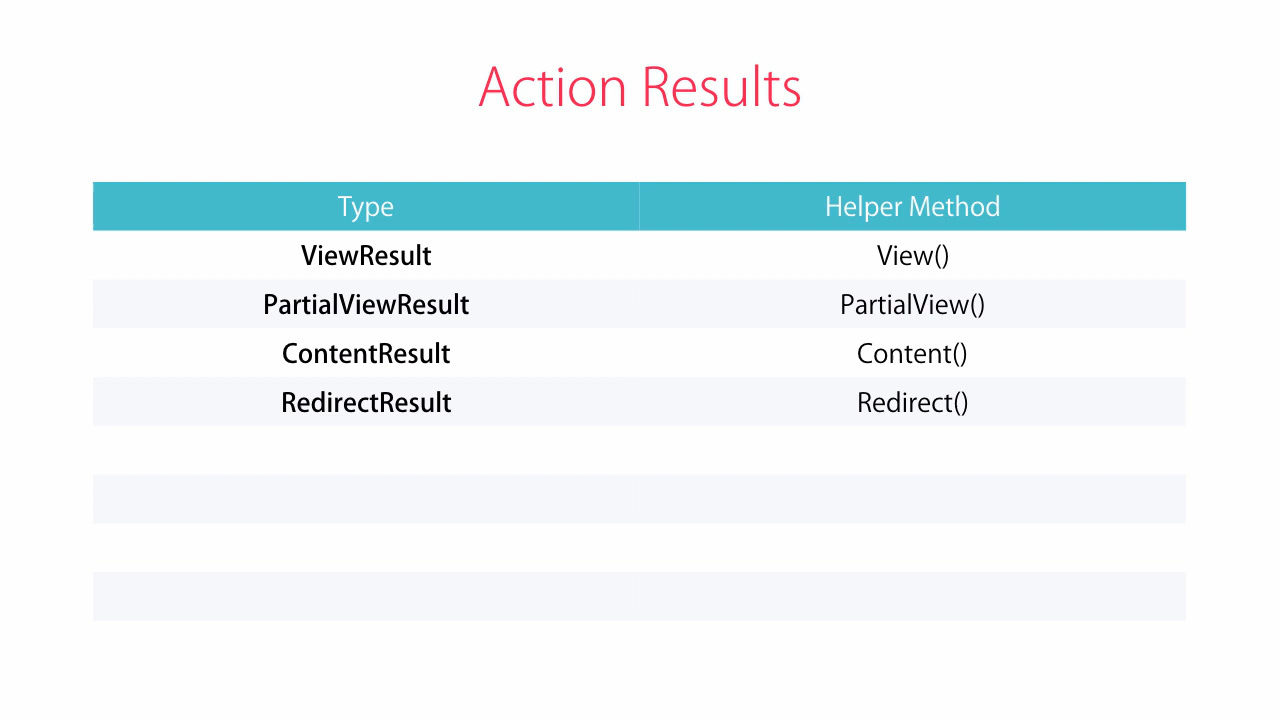 Action Results
Type Helper Method
ViewResult View()
PartialViewResult PartialView()
ContentResult Content()
RedirectResult Redirect()